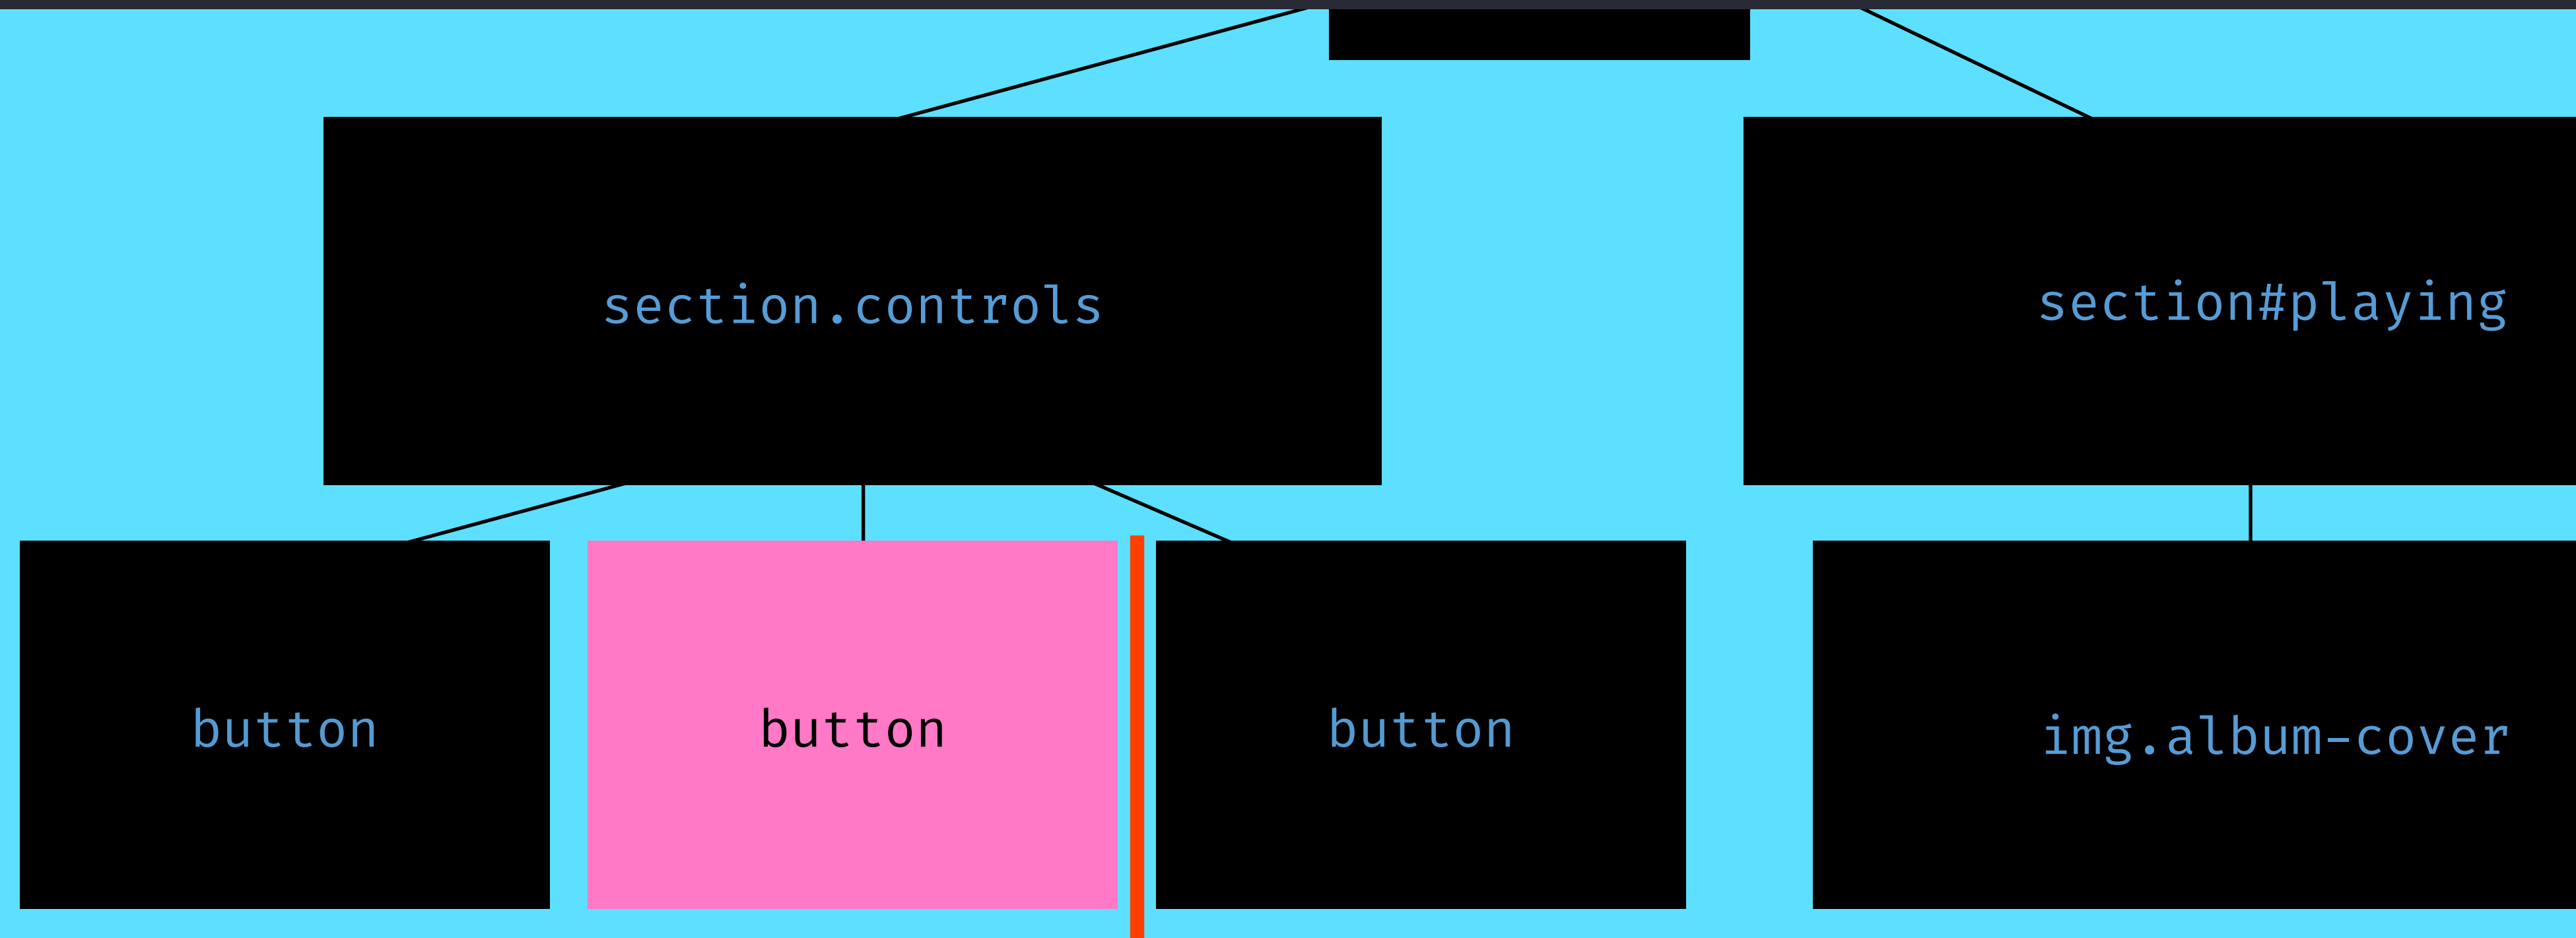 section.controls
section#playing
button
button
button
img.album-cover